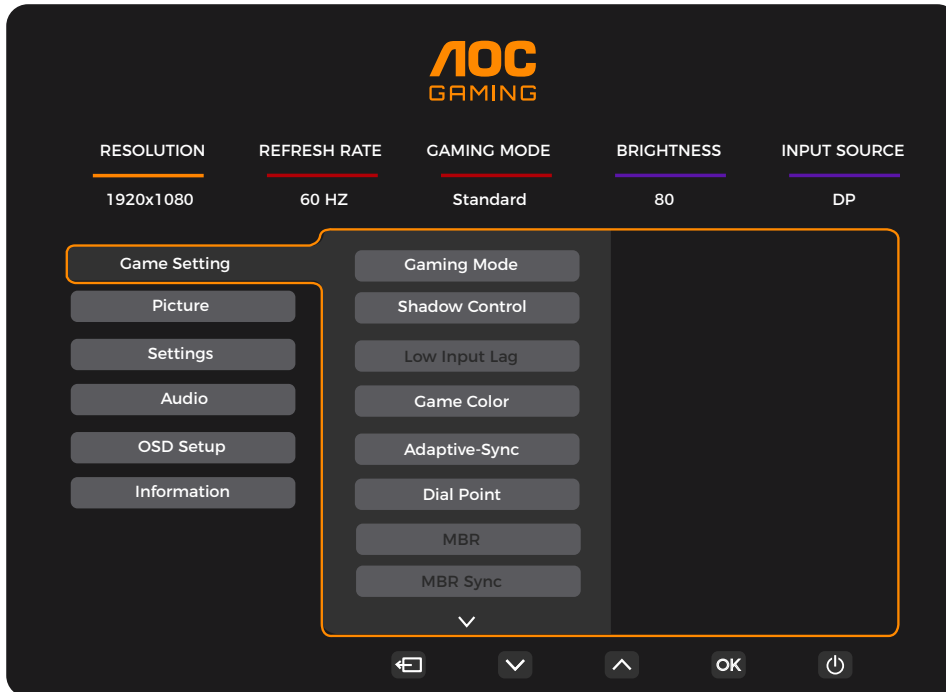 AOC
GAMING
RESOLUTION REFRESH RATE GAMING MODE BRIGHTNESS INPUT SOURCE
1920x1080 60 HZ Standard 80 DP
Game Setting Gaming Mode
Picture Shadow Control
Settings Low Input Lag
Audio Game Color
OSD Setup Adaptive-Sync
Information Dial Point
MBR
MBR Sync
OK